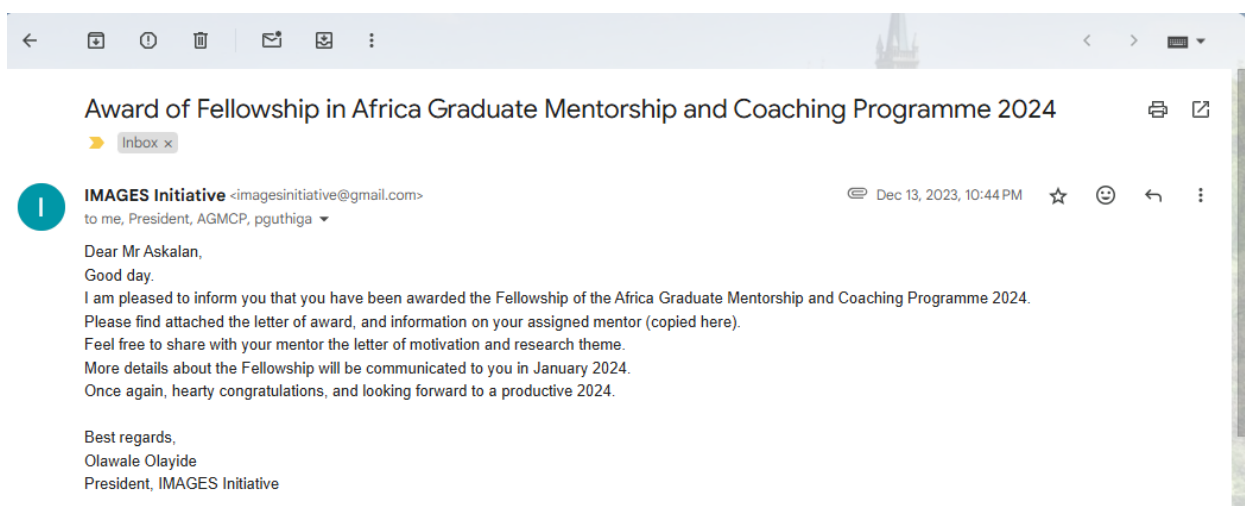 Award of Fellowship in Africa Graduate Mentorship and Coaching Programme 2024
Inbox ×
I
IMAGES Initiative <imagesinitiative@gmail.com>
Dec 13, 2023, 10:44 PM
to me, President, AGMCP, pguthiga
Dear Mr Askalan,
Good day.
I am pleased to inform you that you have been awarded the Fellowship of the Africa Graduate Mentorship and Coaching Programme 2024.
Please find attached the letter of award, and information on your assigned mentor (copied here).
Feel free to share with your mentor the letter of motivation and research theme.
More details about the Fellowship will be communicated to you in January 2024.
Once again, hearty congratulations, and looking forward to a productive 2024.
Best regards,
Olawale Olayide
President, IMAGES Initiative